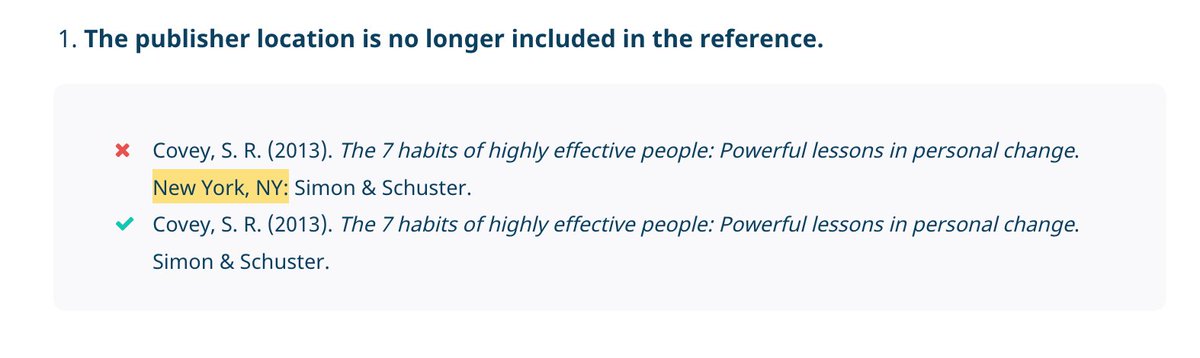 1. The publisher location is no longer included in the reference.
Covey, S. R. (2013). The 7 habits of highly effective people: Powerful lessons in personal change.
New York, NY: Simon & Schuster.
Covey, S. R. (2013). The 7 habits of highly effective people: Powerful lessons in personal change.
Simon & Schuster.